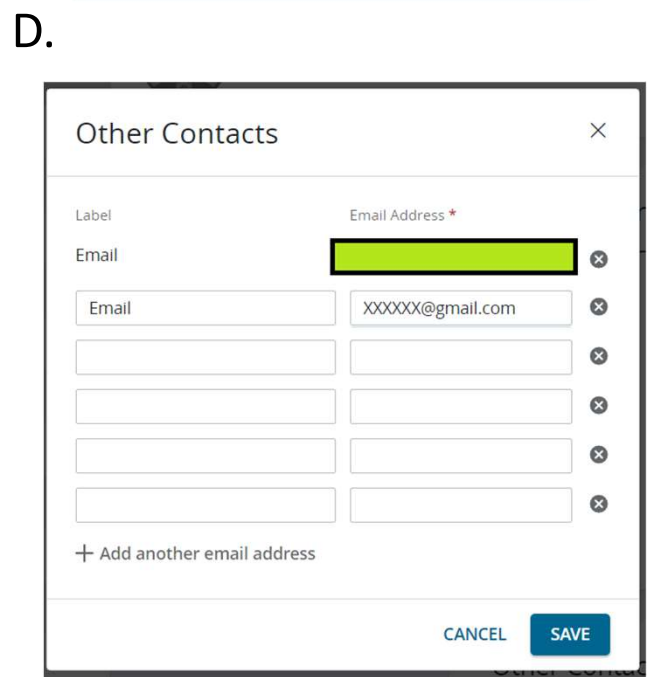 D.
Other Contacts
Label Email Address *
Email
Email XXXXXX@gmail.com
+ Add another email address
CANCEL SAVE